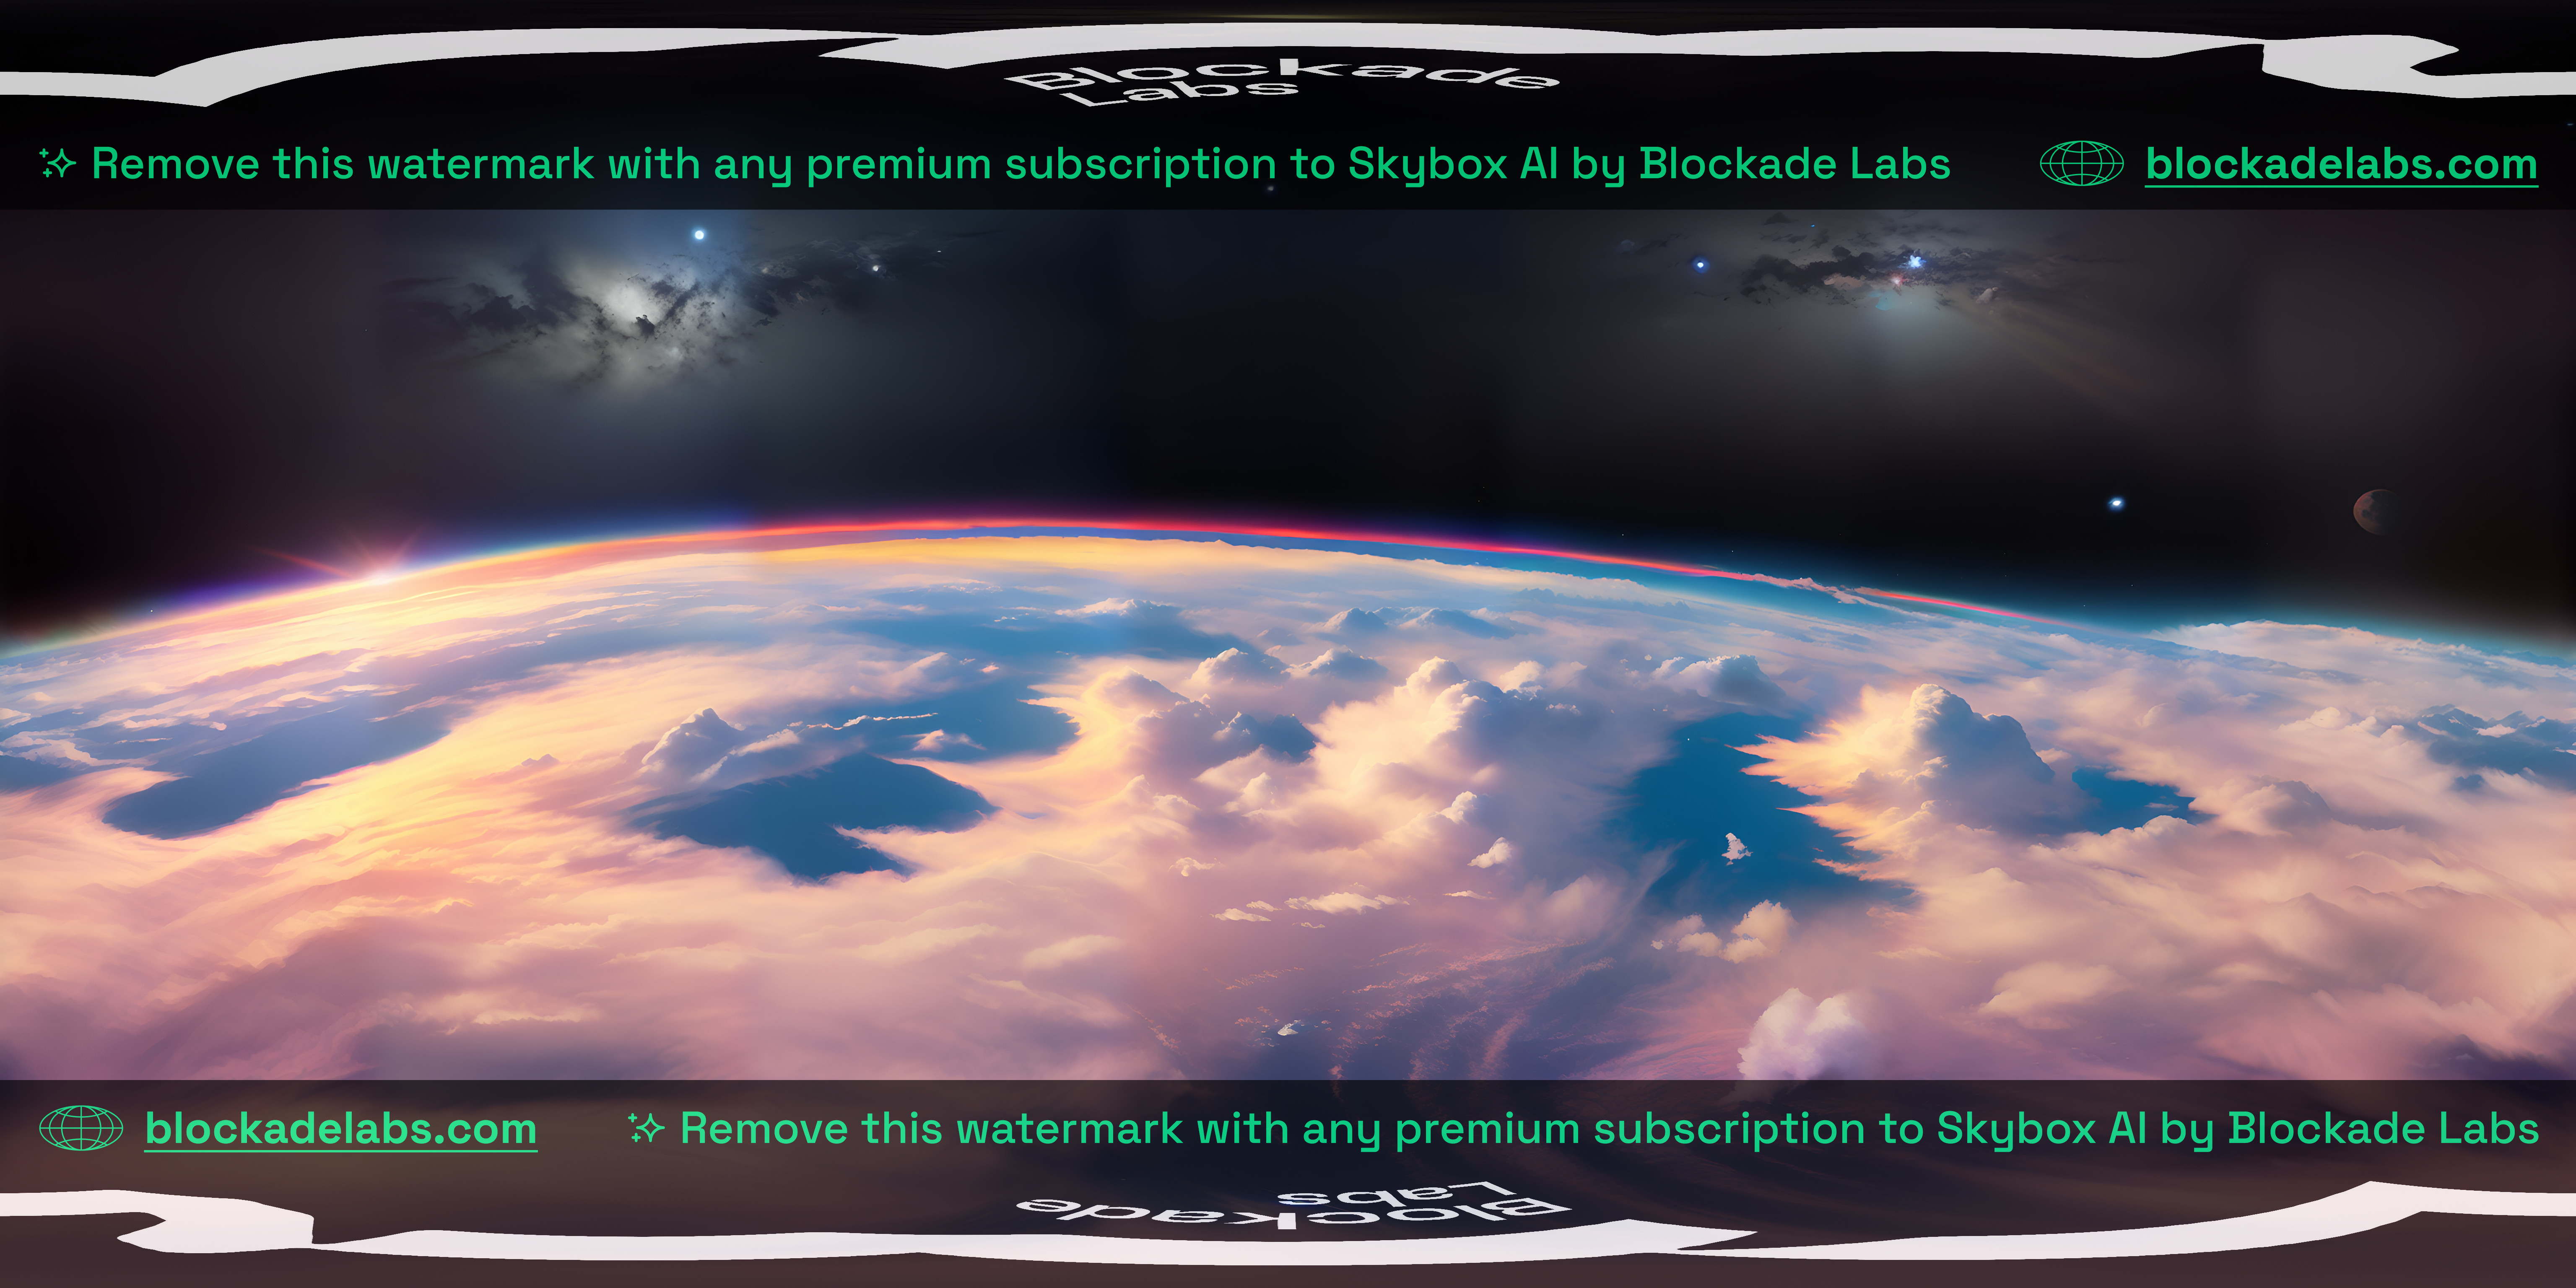 Blockade
Labs
Remove this watermark with any premium subscription to Skybox AI by Blockade Labs blockadelabs.com
blockadelabs.com Remove this watermark with any premium subscription to Skybox AI by Blockade Labs
Labs
Blockade